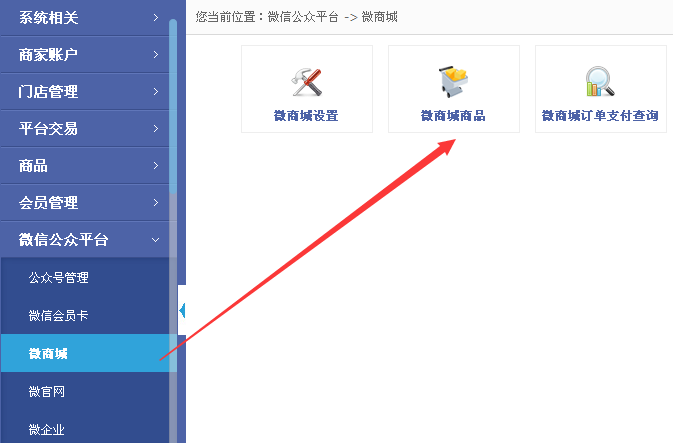 系统相关
商家账户
门店管理
平台交易
商品
会员管理
微信公众平台
公众号管理
微信会员卡
微商城
微官网
微企业
您当前位置：微信公众平台 -> 微商城
微商城设置
微商城商品
微商城订单支付查询